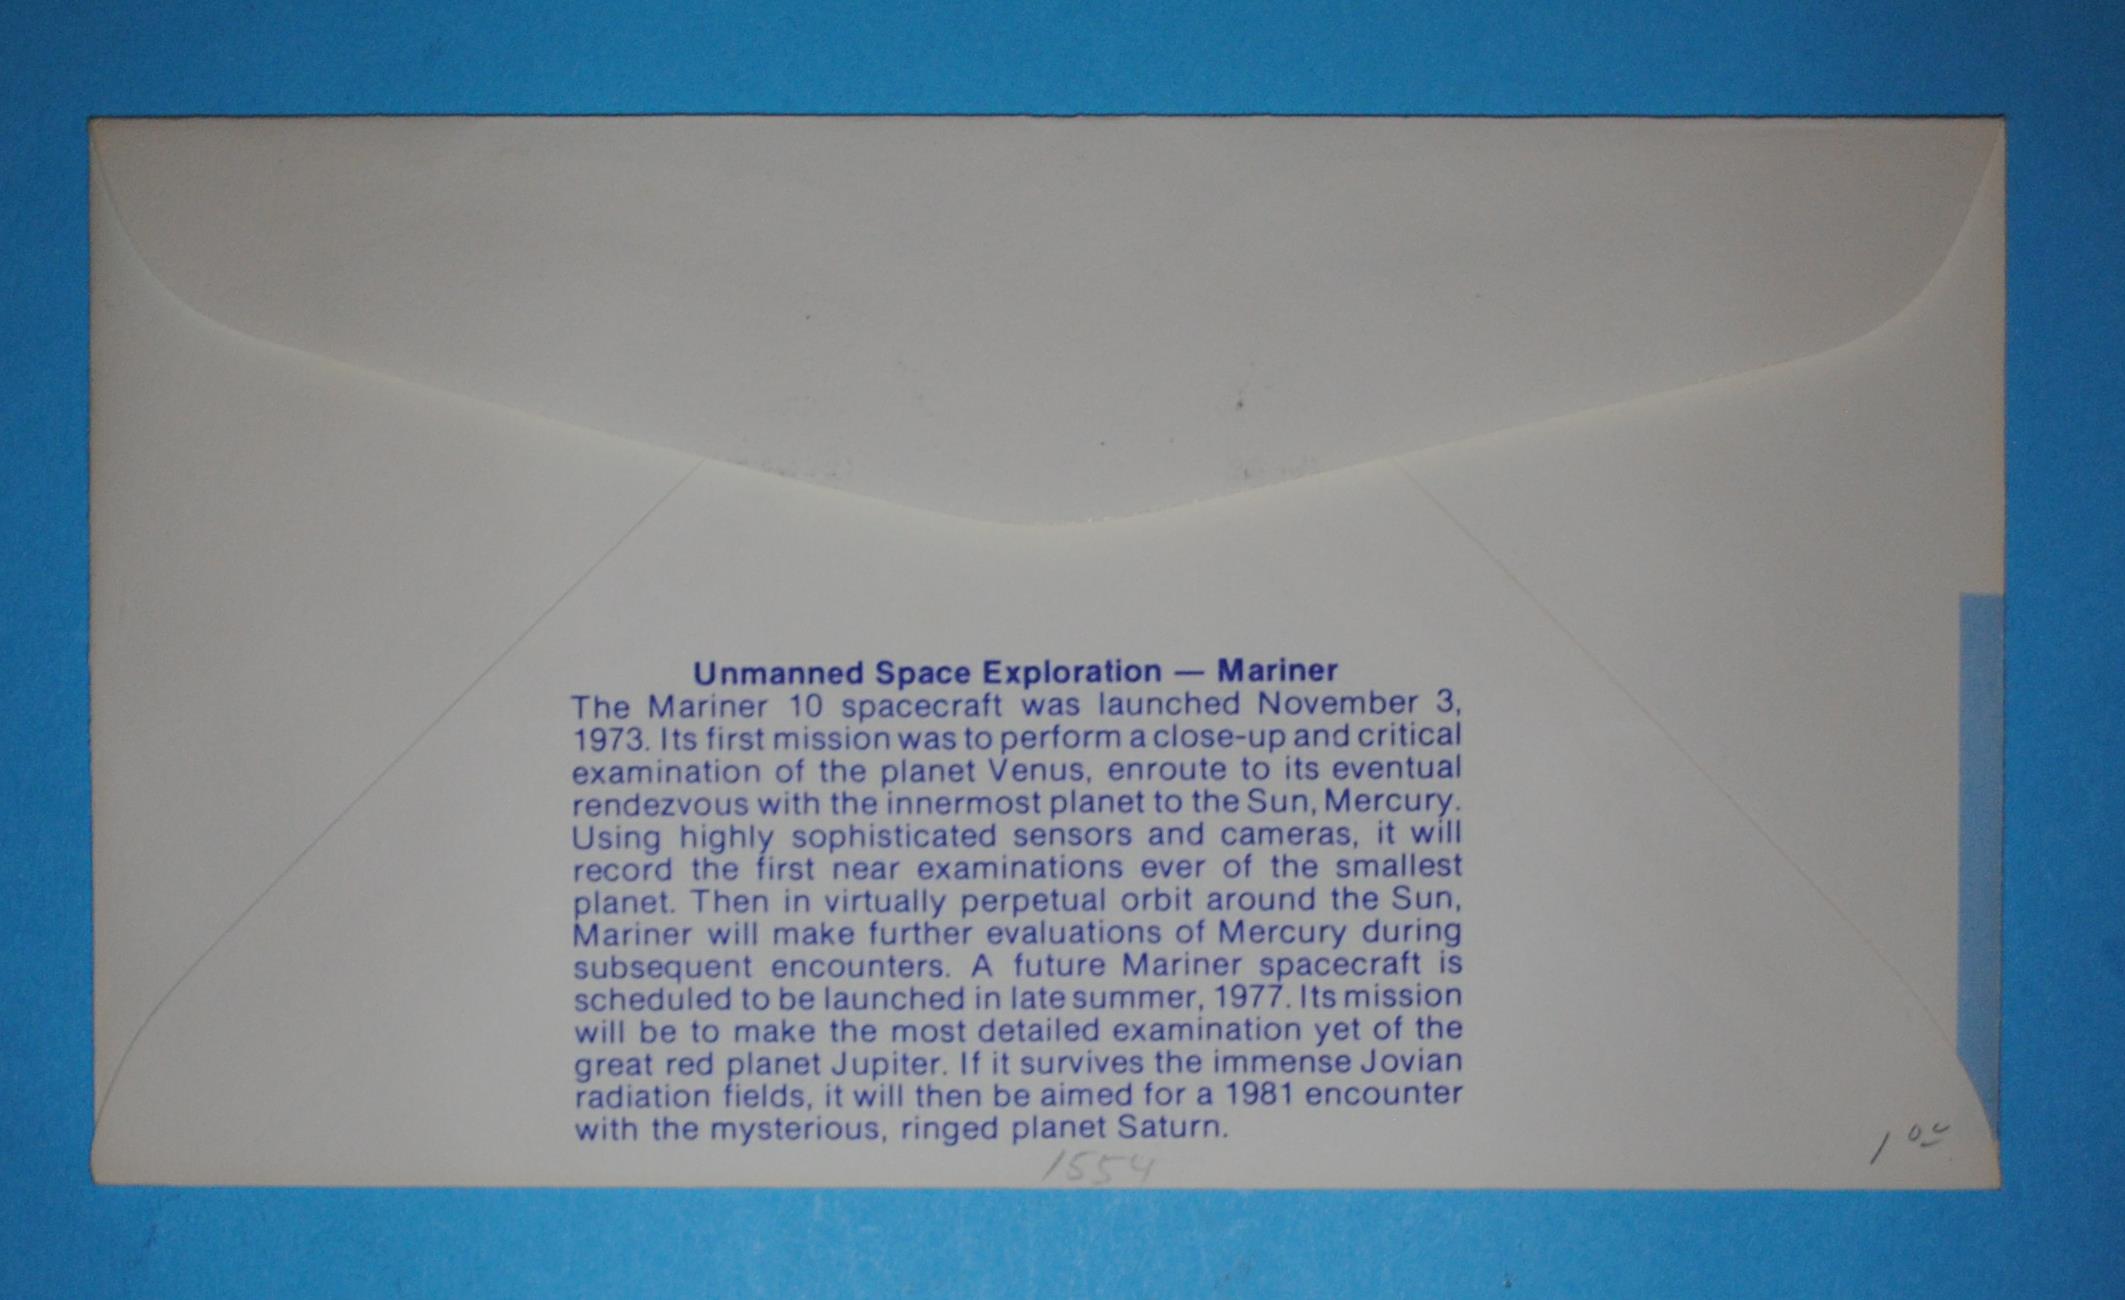 Unmanned Space Exploration — Mariner
The Mariner 10 spacecraft was launched November 3,
1973. Its first mission was to perform a close-up and critical
examination of the planet Venus, enroute to its eventual
rendezvous with the innermost planet to the Sun, Mercury.
Using highly sophisticated sensors and cameras, it will
record the first near examinations ever of the smallest
planet. Then in virtually perpetual orbit around the Sun,
Mariner will make further evaluations of Mercury during
subsequent encounters. A future Mariner spacecraft is
scheduled to be launched in late summer, 1977. Its mission
will be to make the most detailed examination yet of the
great red planet Jupiter. If it survives the immense Jovian
radiation fields, it will then be aimed for a 1981 encounter
with the mysterious, ringed planet Saturn.
1554
1 00